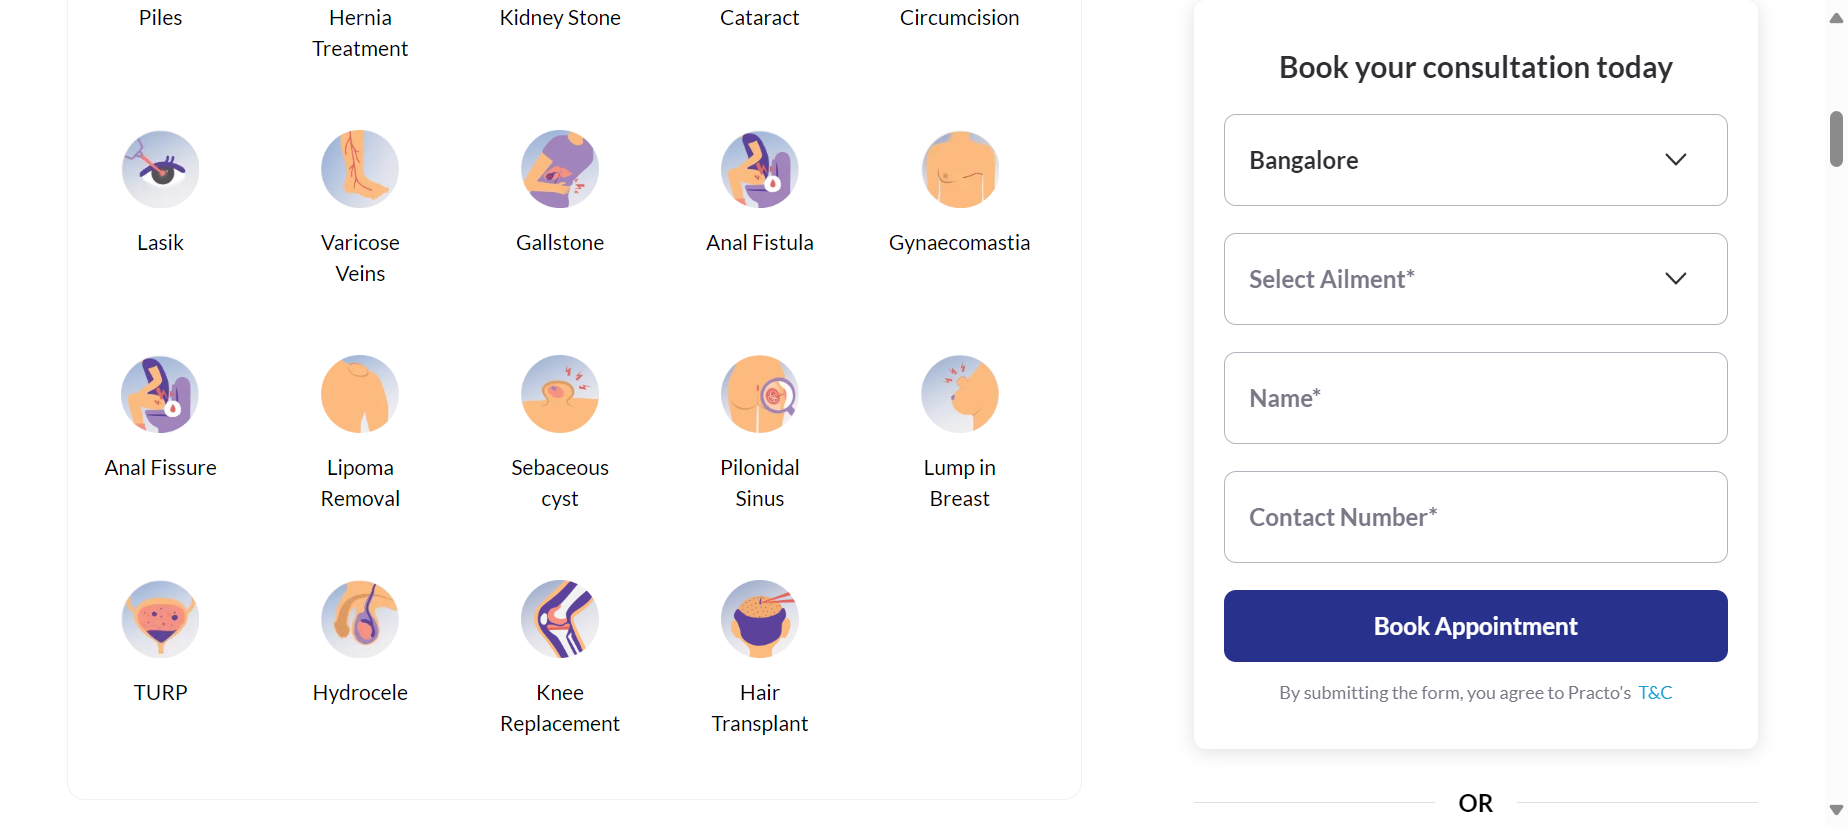 Piles
Hernia
Treatment
Kidney Stone
Cataract
Circumcision
Lasik
Varicose
Veins
Gallstone
Anal Fistula
Gynaecomastia
Anal Fissure
Lipoma
Removal
Sebaceous
cyst
Pilonidal
Sinus
Lump in
Breast
TURP
Hydrocele
Knee
Replacement
Hair
Transplant
Book your consultation today
Bangalore
Select Ailment*
Name*
Contact Number*
Book Appointment
By submitting the form, you agree to Practo's T&C
OR